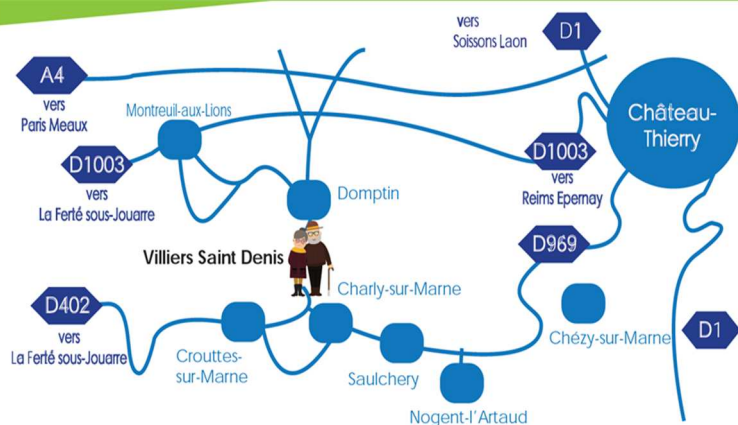 vers
Soissons Laon
D1
A4
vers
Paris Meaux
Montreuil-aux-Lions
Château-
Thierry
D1003
vers
La Ferté sous-Jouarre
D1003
vers
Reims Epernay
Domptin
Villiers Saint Denis
D969
Charly-sur-Marne
D402
vers
La Ferté sous-Jouarre
Crouttes-
sur-Marne
Saulchery
Chézy-sur-Marne
D1
Nogent-l'Artaud